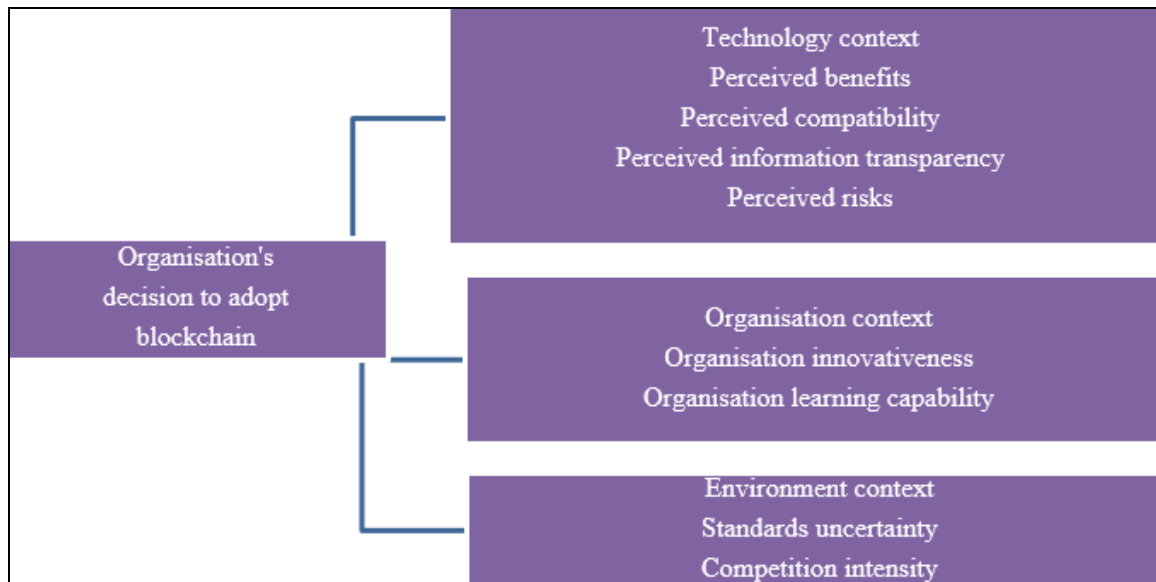 Technology context
Perceived benefits
Perceived compatibility
Perceived information transparency
Perceived risks
Organisation's
decision to adopt
blockchain
Organisation context
Organisation innovativeness
Organisation learning capability
Environment context
Standards uncertainty
Competition intensity